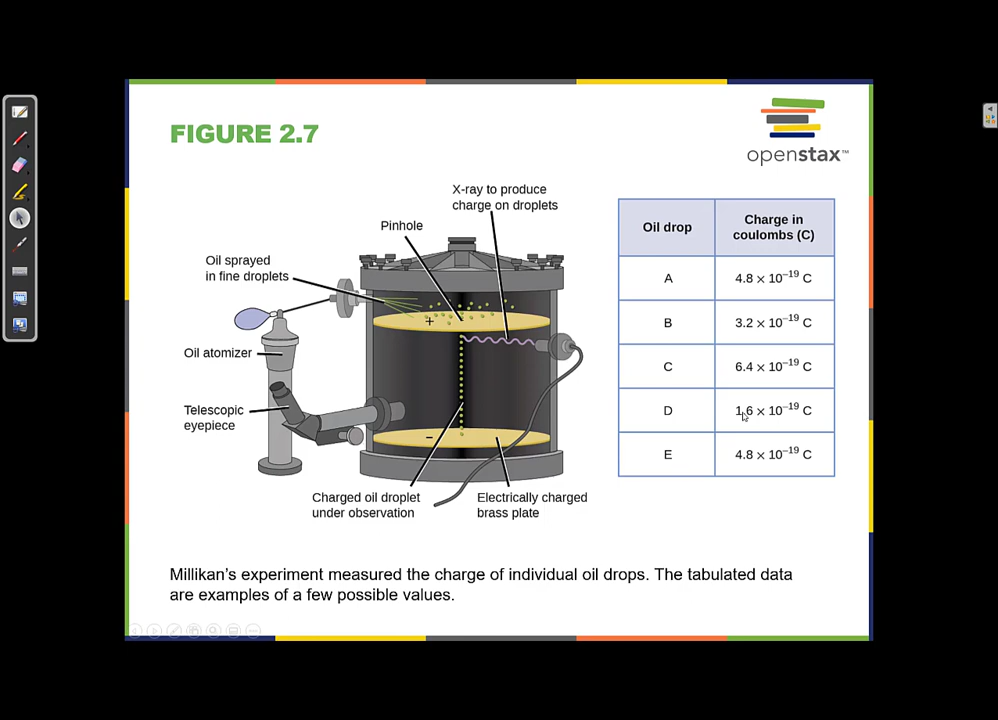 FIGURE 2.7
openstax™
X-ray to produce
charge on droplets
Pinhole
Oil sprayed
in fine droplets
+
Oil atomizer
Telescopic
eyepiece
–
Charged oil droplet
under observation
Electrically charged
brass plate
Oil drop
Charge in
coulombs (C)
A 4.8 × 10⁻¹⁹ C
B 3.2 × 10⁻¹⁹ C
C 6.4 × 10⁻¹⁹ C
D 1.6 × 10⁻¹⁹ C
E 4.8 × 10⁻¹⁹ C
Millikan’s experiment measured the charge of individual oil drops. The tabulated data
are examples of a few possible values.